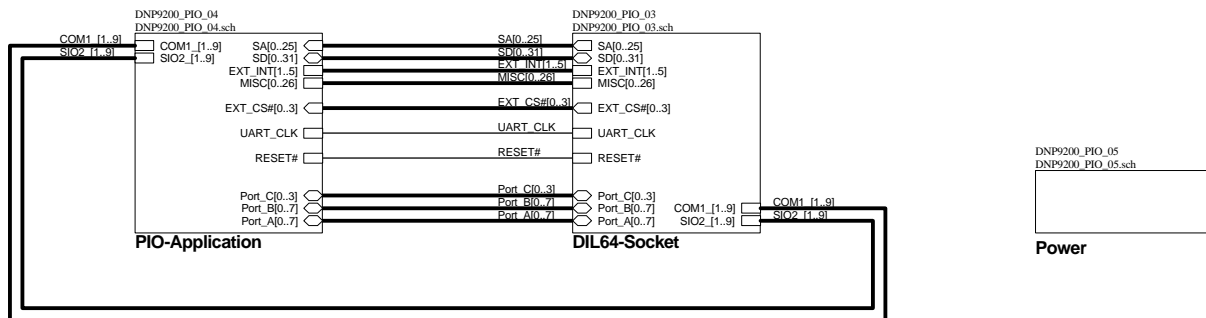 DNP9200_PIO_04
DNP9200_PIO_04.sch
COM1_[1..9]
SIO2_[1..9]
COM1_[1..9]
SIO2_[1..9]
SA[0..25]
SD[0..31]
EXT_INT[1..5]
MISC[0..26]
EXT_CS#[0..3]
UART_CLK
RESET#
Port_C[0..3]
Port_B[0..7]
Port_A[0..7]
PIO-Application
SA[0..25]
SD[0..31]
EXT_INT[1..5]
MISC[0..26]
EXT_CS#[0..3]
UART_CLK
RESET#
Port_C[0..3]
Port_B[0..7]
Port_A[0..7]
DNP9200_PIO_03
DNP9200_PIO_03.sch
SA[0..25]
SD[0..31]
EXT_INT[1..5]
MISC[0..26]
EXT_CS#[0..3]
UART_CLK
RESET#
Port_C[0..3]
Port_B[0..7]
Port_A[0..7]
COM1_[1..9]
SIO2_[1..9]
COM1_[1..9]
SIO2_[1..9]
DIL64-Socket
DNP9200_PIO_05
DNP9200_PIO_05.sch
Power